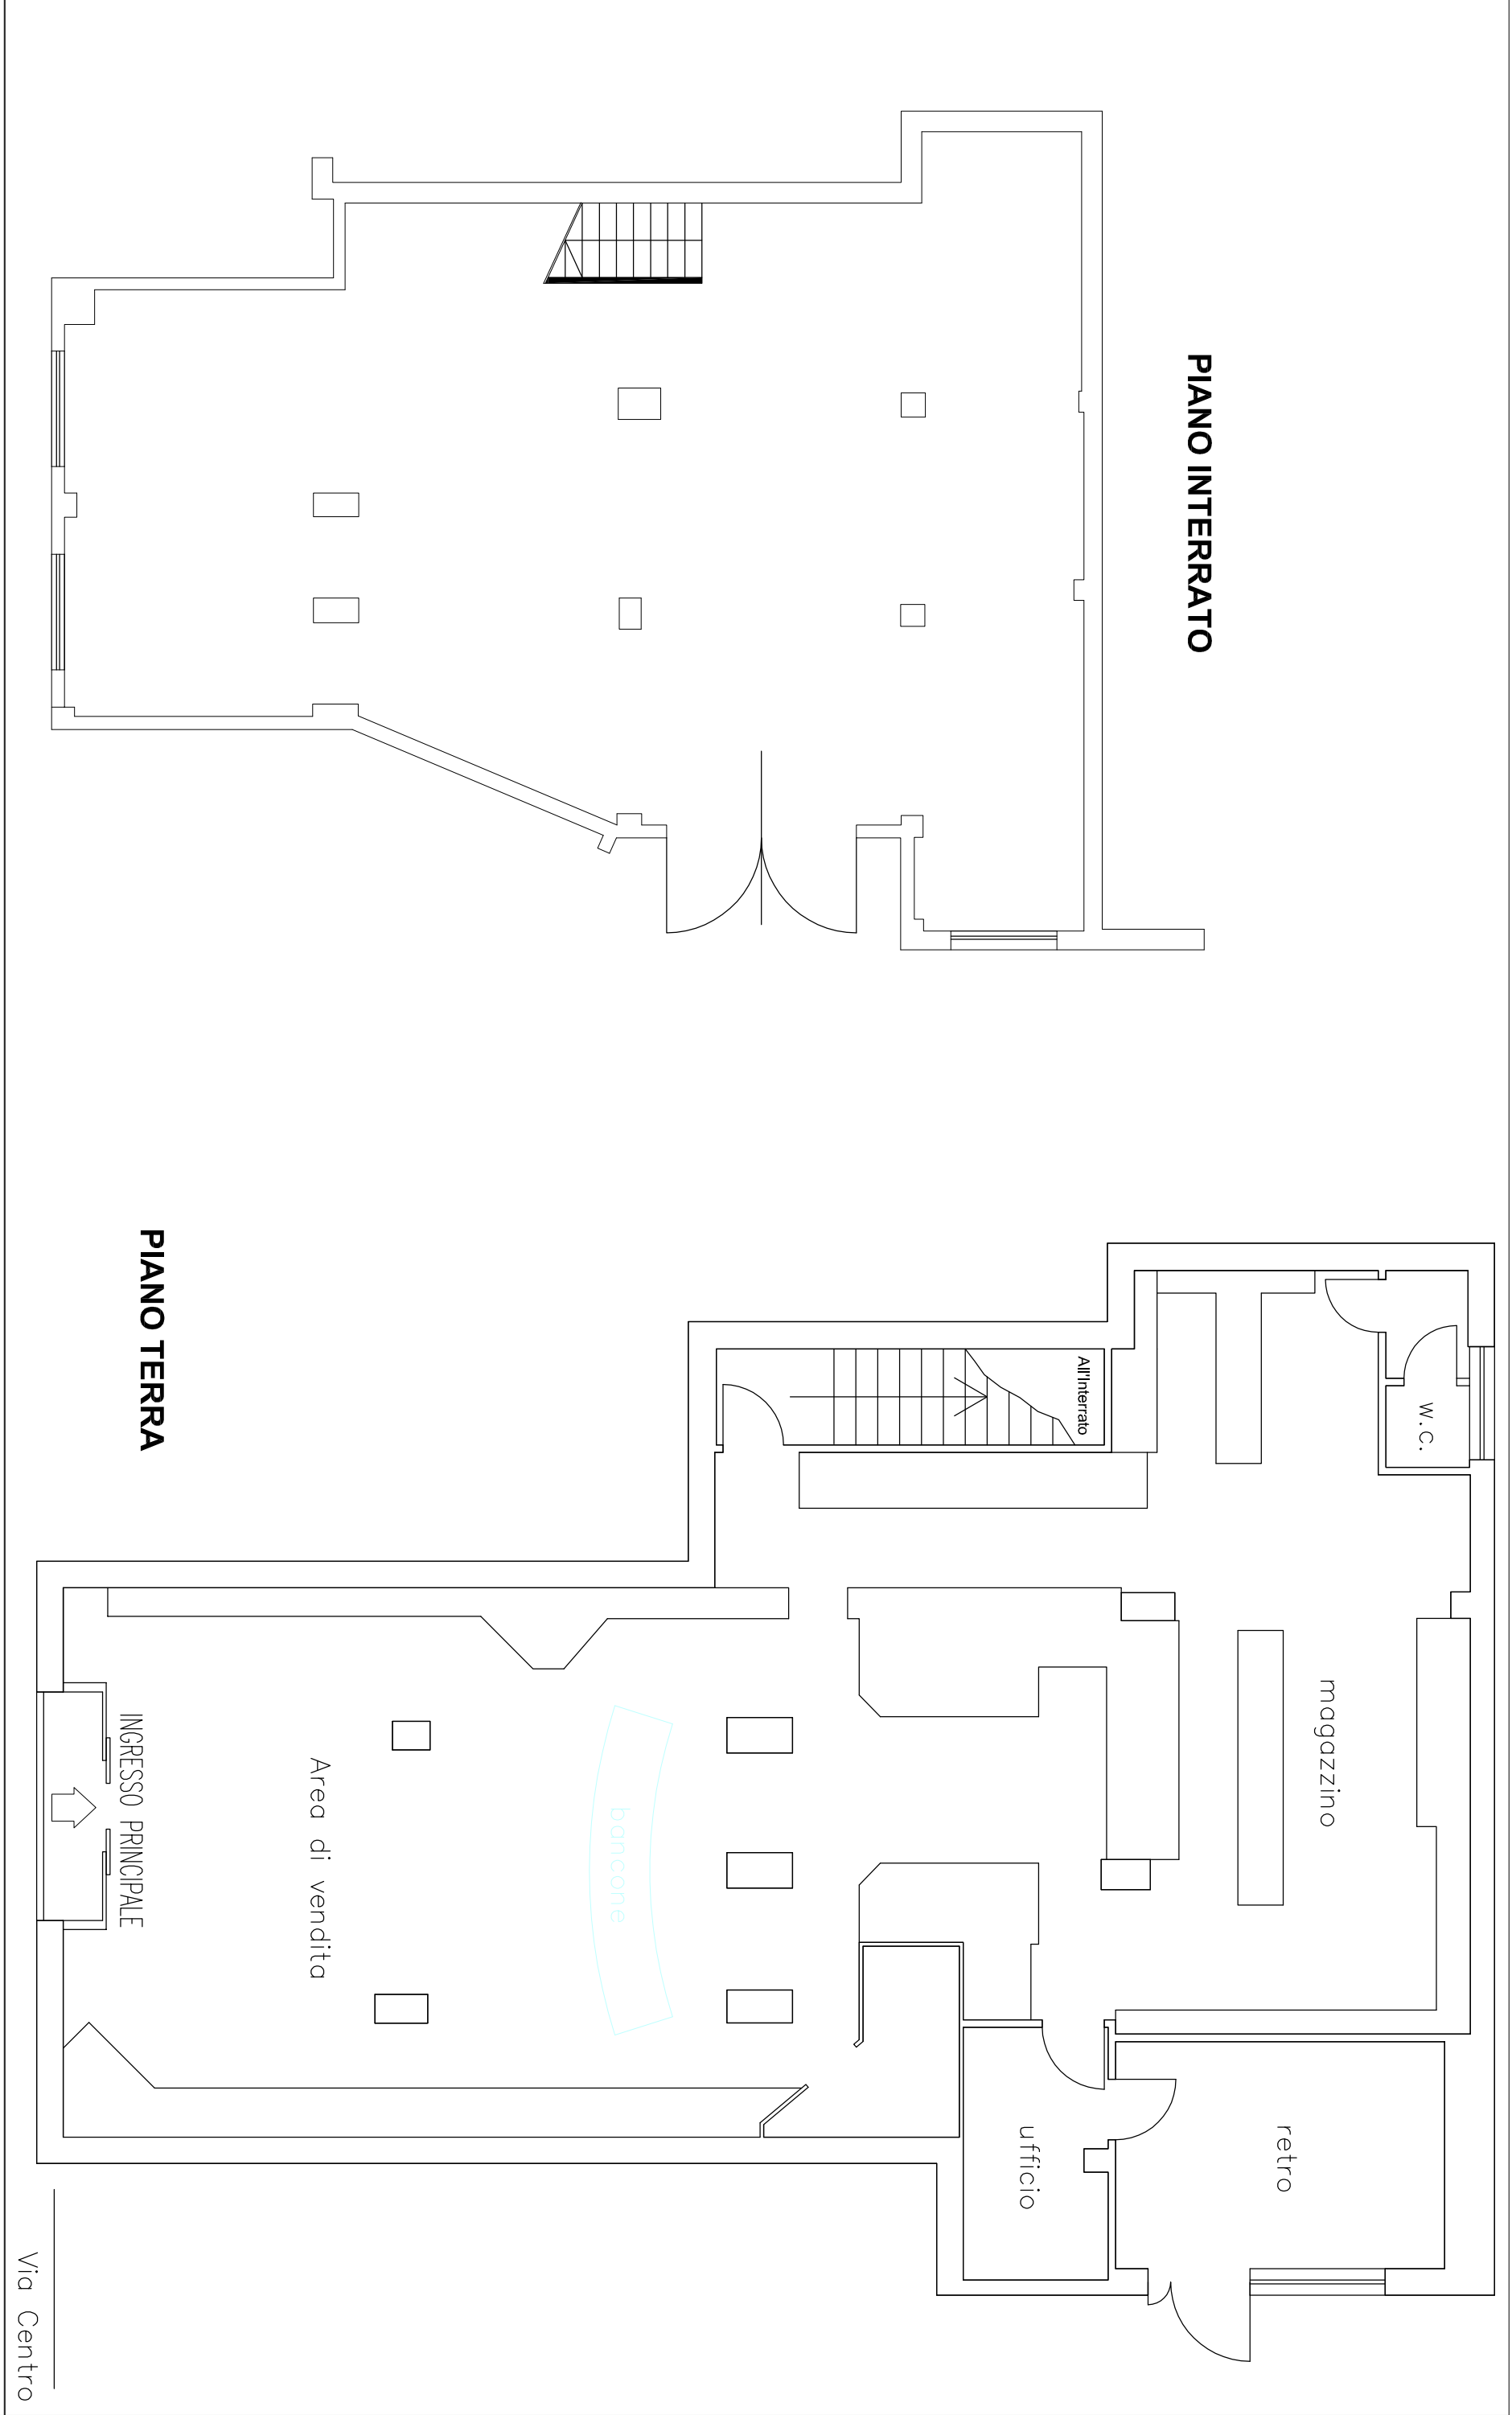 PIANO INTERRATO
PIANO TERRA
All'Interrato
w.c.
magazzino
INGRESSO PRINCIPALE
Area di vendita
bancone
ufficio
retro
Via Centro